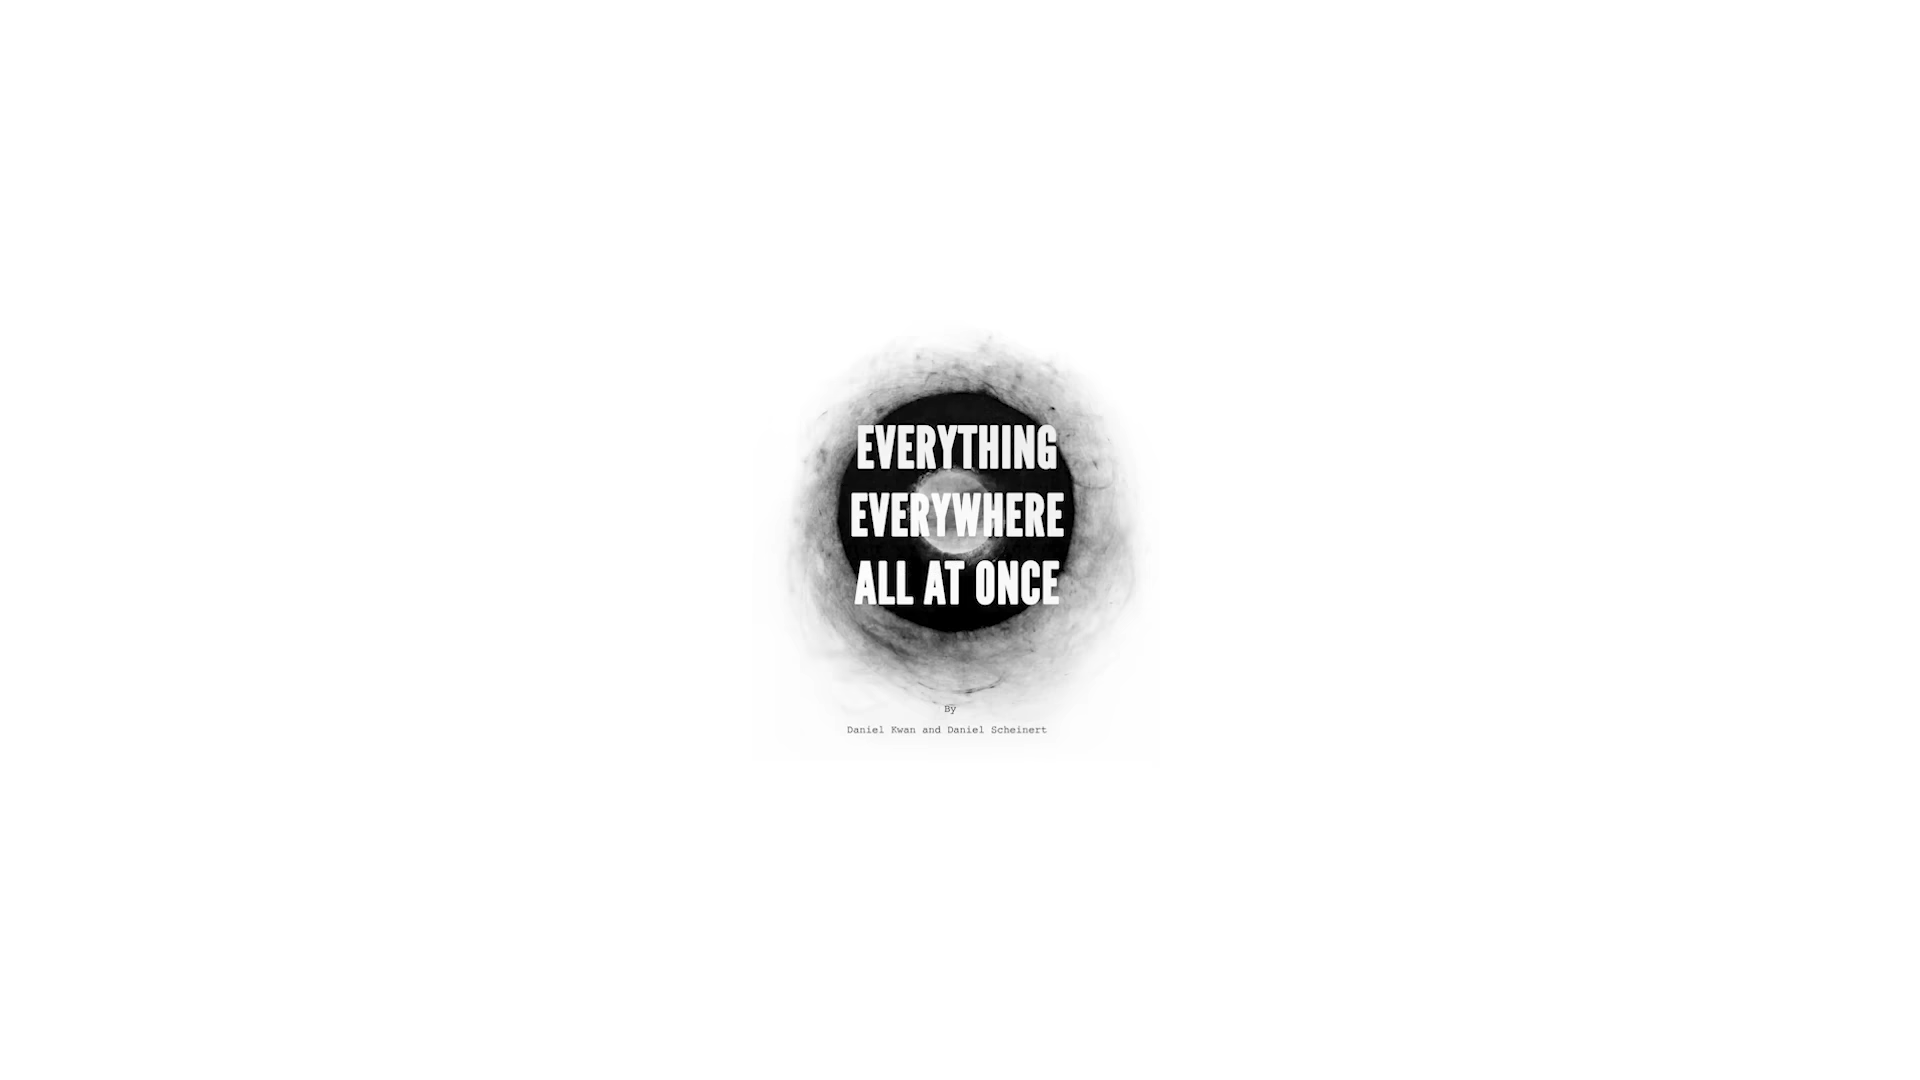 EVERYTHING
EVERYWHERE
ALL AT ONCE
By
Daniel Kwan and Daniel Scheinert